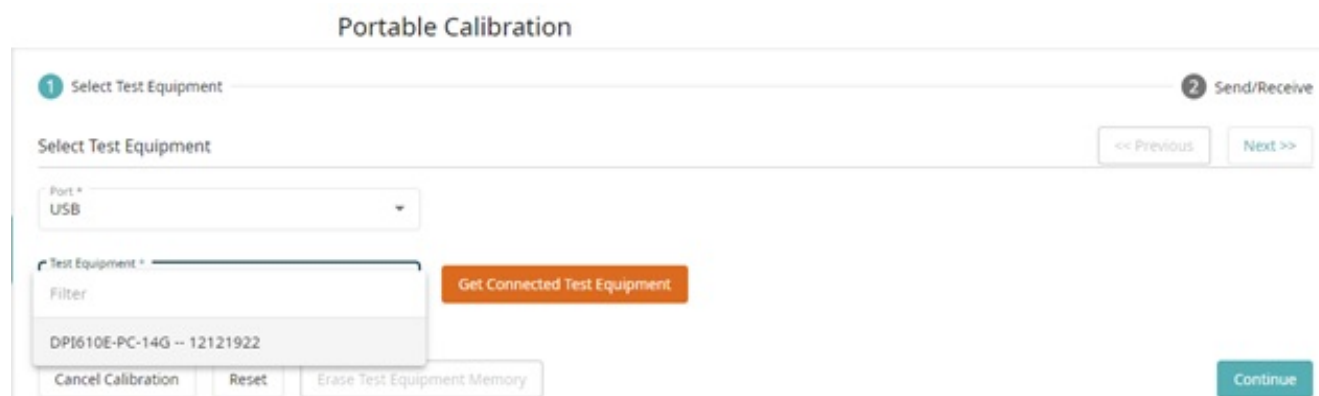 Portable Calibration
1 Select Test Equipment
2 Send/Receive
Select Test Equipment
<< Previous
Next >>
Port *
USB
Test Equipment *
Get Connected Test Equipment
Filter
DPI610E-PC-14G -- 12121922
Cancel Calibration
Reset
Erase Test Equipment Memory
Continue